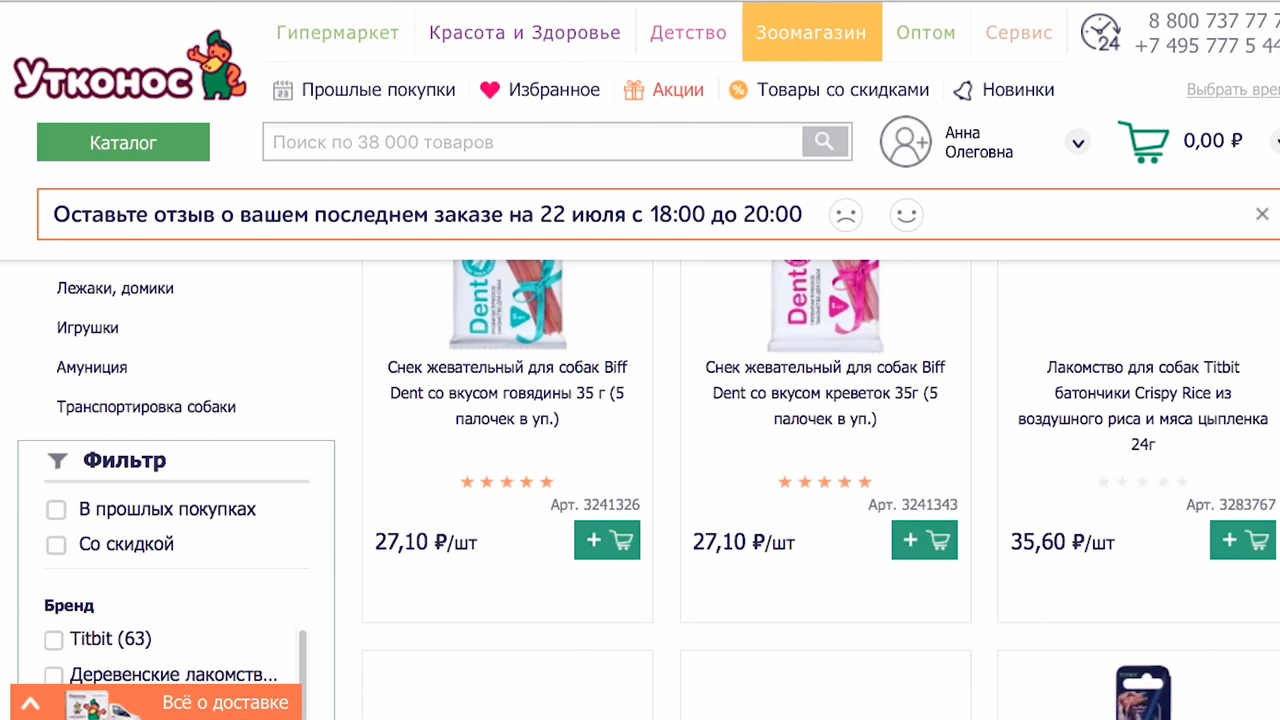 Гипермаркет
Красота и Здоровье
Детство
Зоомагазин
Оптом
Сервис
24
8 800 737 77 7
+7 495 777 5 44
Утконос
23
Прошлые покупки
Избранное
Акции
%
Товары со скидками
Новинки
Выбрать
Каталог
Поиск по 38 000 товаров
Анна
Олеговна
0,00 ₽
Оставьте отзыв о вашем последнем заказе на 22 июля с 18:00 до 20:00
Лежаки, домики
Игрушки
Амуниция
Транспортировка собаки
Фильтр
В прошлых покупках
Со скидкой
Бренд
Titbit (63)
Деревенские лакомств...
Всё о доставке
Dent
Снек жевательный для собак Biff
Dent со вкусом говядины 35 г (5
палочек в уп.)
Арт. 3241326
27,10 ₽/шт
+
Dent
Снек жевательный для собак Biff
Dent со вкусом креветок 35г (5
палочек в уп.)
Арт. 3241343
27,10 ₽/шт
+
Лакомство для собак Titbit
батончики Crispy Rice из
воздушного риса и мяса цыпленка
24г
Арт. 3283767
35,60 ₽/шт
+